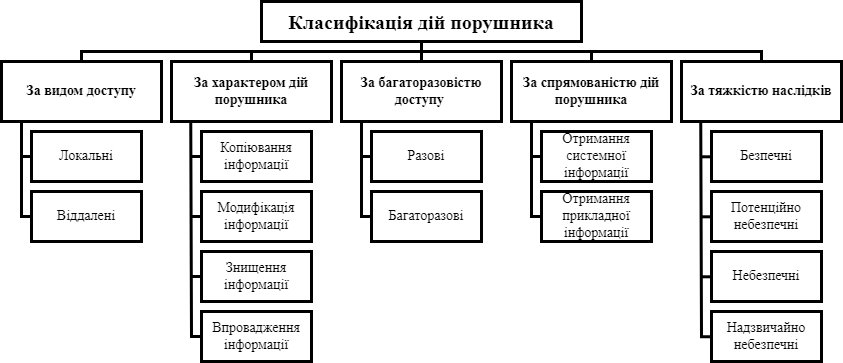 Класифікація дій порушника
За видом доступу
Локальні
Віддалені
За характером дій
порушника
Копіювання
інформації
Модифікація
інформації
Знищення
інформації
Впровадження
інформації
За багаторазовістю
доступу
Разові
Багаторазові
За спрямованістю дій
порушника
Отримання
системної
інформації
Отримання
прикладної
інформації
За тяжкістю наслідків
Безпечні
Потенційно
небезпечні
Небезпечні
Надзвичайно
небезпечні